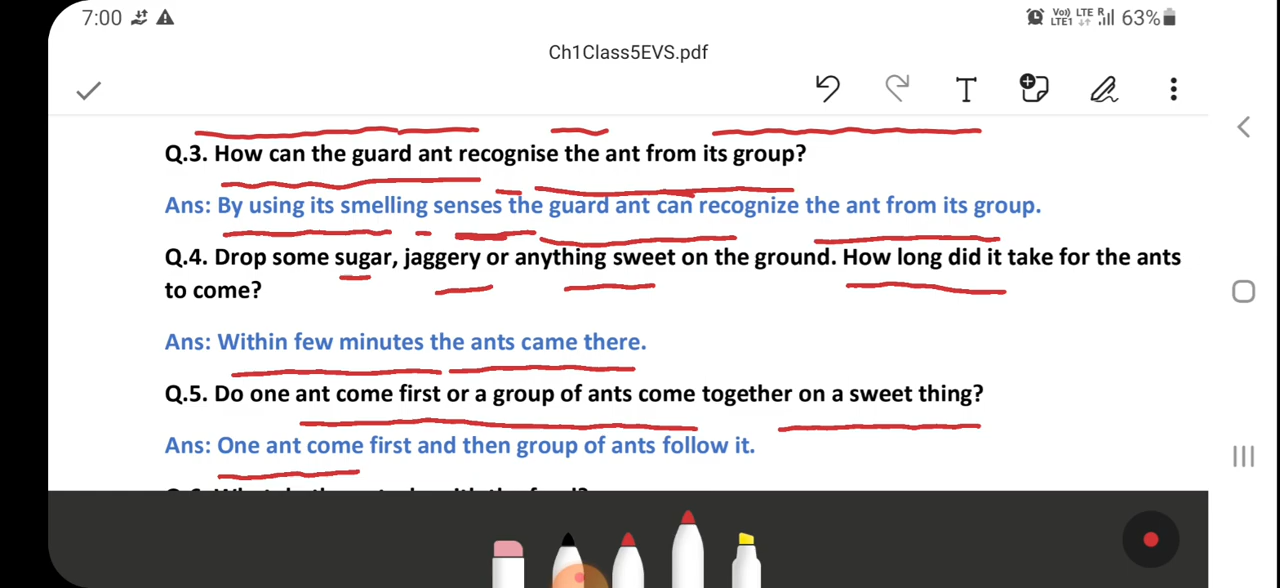 7:00
Vo)) LTE R
LTE1
63%
Ch1Class5EVS.pdf
T
Q.3. How can the guard ant recognise the ant from its group?
Ans: By using its smelling senses the guard ant can recognize the ant from its group.
Q.4. Drop some sugar, jaggery or anything sweet on the ground. How long did it take for the ants
to come?
Ans: Within few minutes the ants came there.
Q.5. Do one ant come first or a group of ants come together on a sweet thing?
Ans: One ant come first and then group of ants follow it.